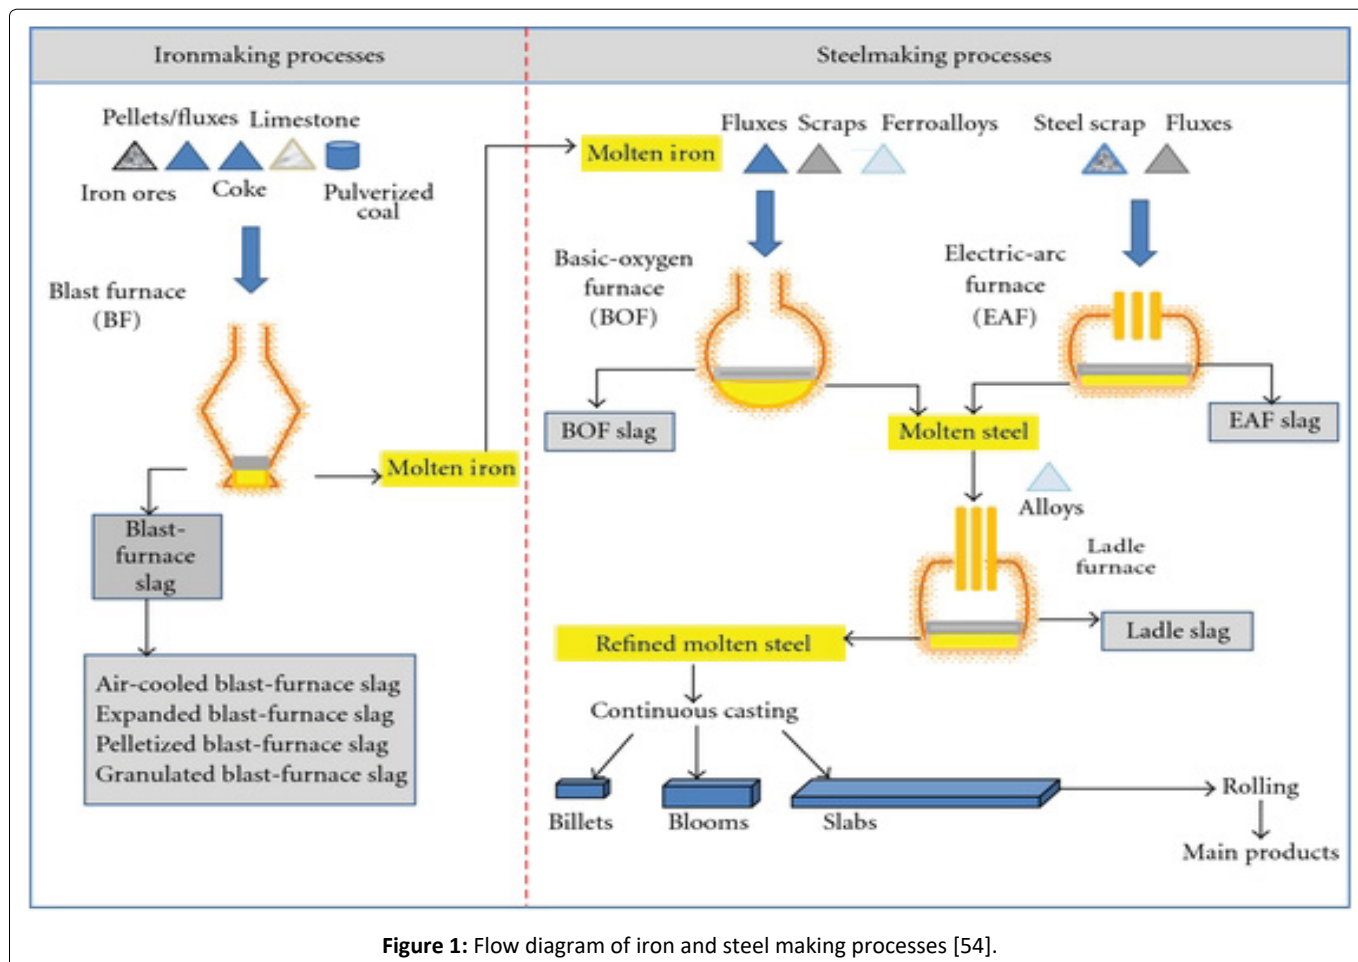 Ironmaking processes
Steelmaking processes
Pellets/fluxes Limestone
Iron ores
Coke
Pulverized
coal
Blast furnace
(BF)
Molten iron
Blast-
furnace
slag
Air-cooled blast-furnace slag
Expanded blast-furnace slag
Pelletized blast-furnace slag
Granulated blast-furnace slag
Molten iron
Fluxes Scraps Ferroalloys
Steel scrap Fluxes
Basic-oxygen
furnace
(BOF)
Electric-arc
furnace
(EAF)
BOF slag
Molten steel
EAF slag
Alloys
Ladle
furnace
Ladle slag
Refined molten steel
Continuous casting
Billets
Blooms
Slabs
Rolling
Main products
Figure 1: Flow diagram of iron and steel making processes [54].